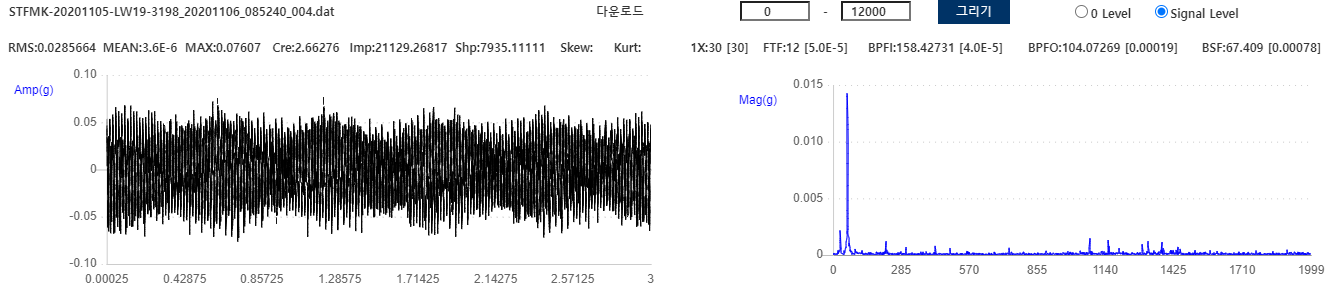 STFMK-20201105-LW19-3198_20201106_085240_004.dat 다운로드
0 - 12000 그리기 0 Level Signal Level
RMS:0.0285664 MEAN:3.6E-6 MAX:0.07607 Cre:2.66276 Imp:21129.26817 Shp:7935.11111 Skew: Kurt:
1X:30 [30] FTF:12 [5.0E-5] BPFI:158.42731 [4.0E-5] BPFO:104.07269 [0.00019] BSF:67.409 [0.00078]
Amp(g)
0.10
0.05
0
-0.05
-0.10
0.00025 0.42875 0.85725 1.28575 1.71425 2.14275 2.57125 3
Mag(g)
0.015
0.010
0.005
0
0 285 570 855 1140 1425 1710 1999